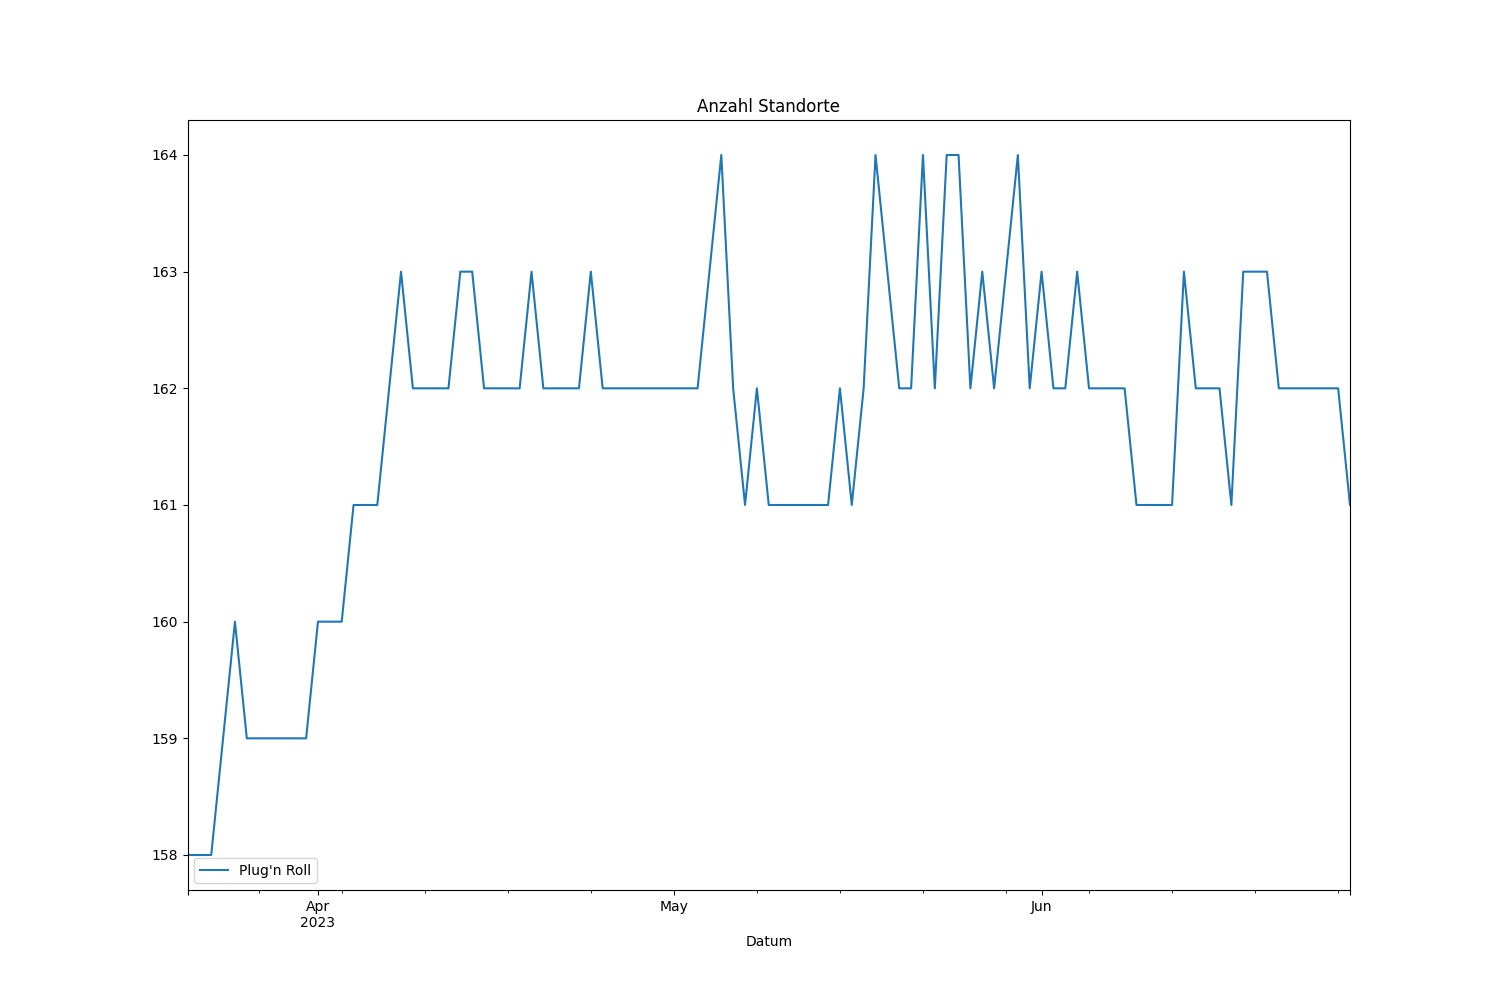 Anzahl Standorte
164
163
162
161
160
159
158
Plug'n Roll
Apr
2023
May
Jun
Datum